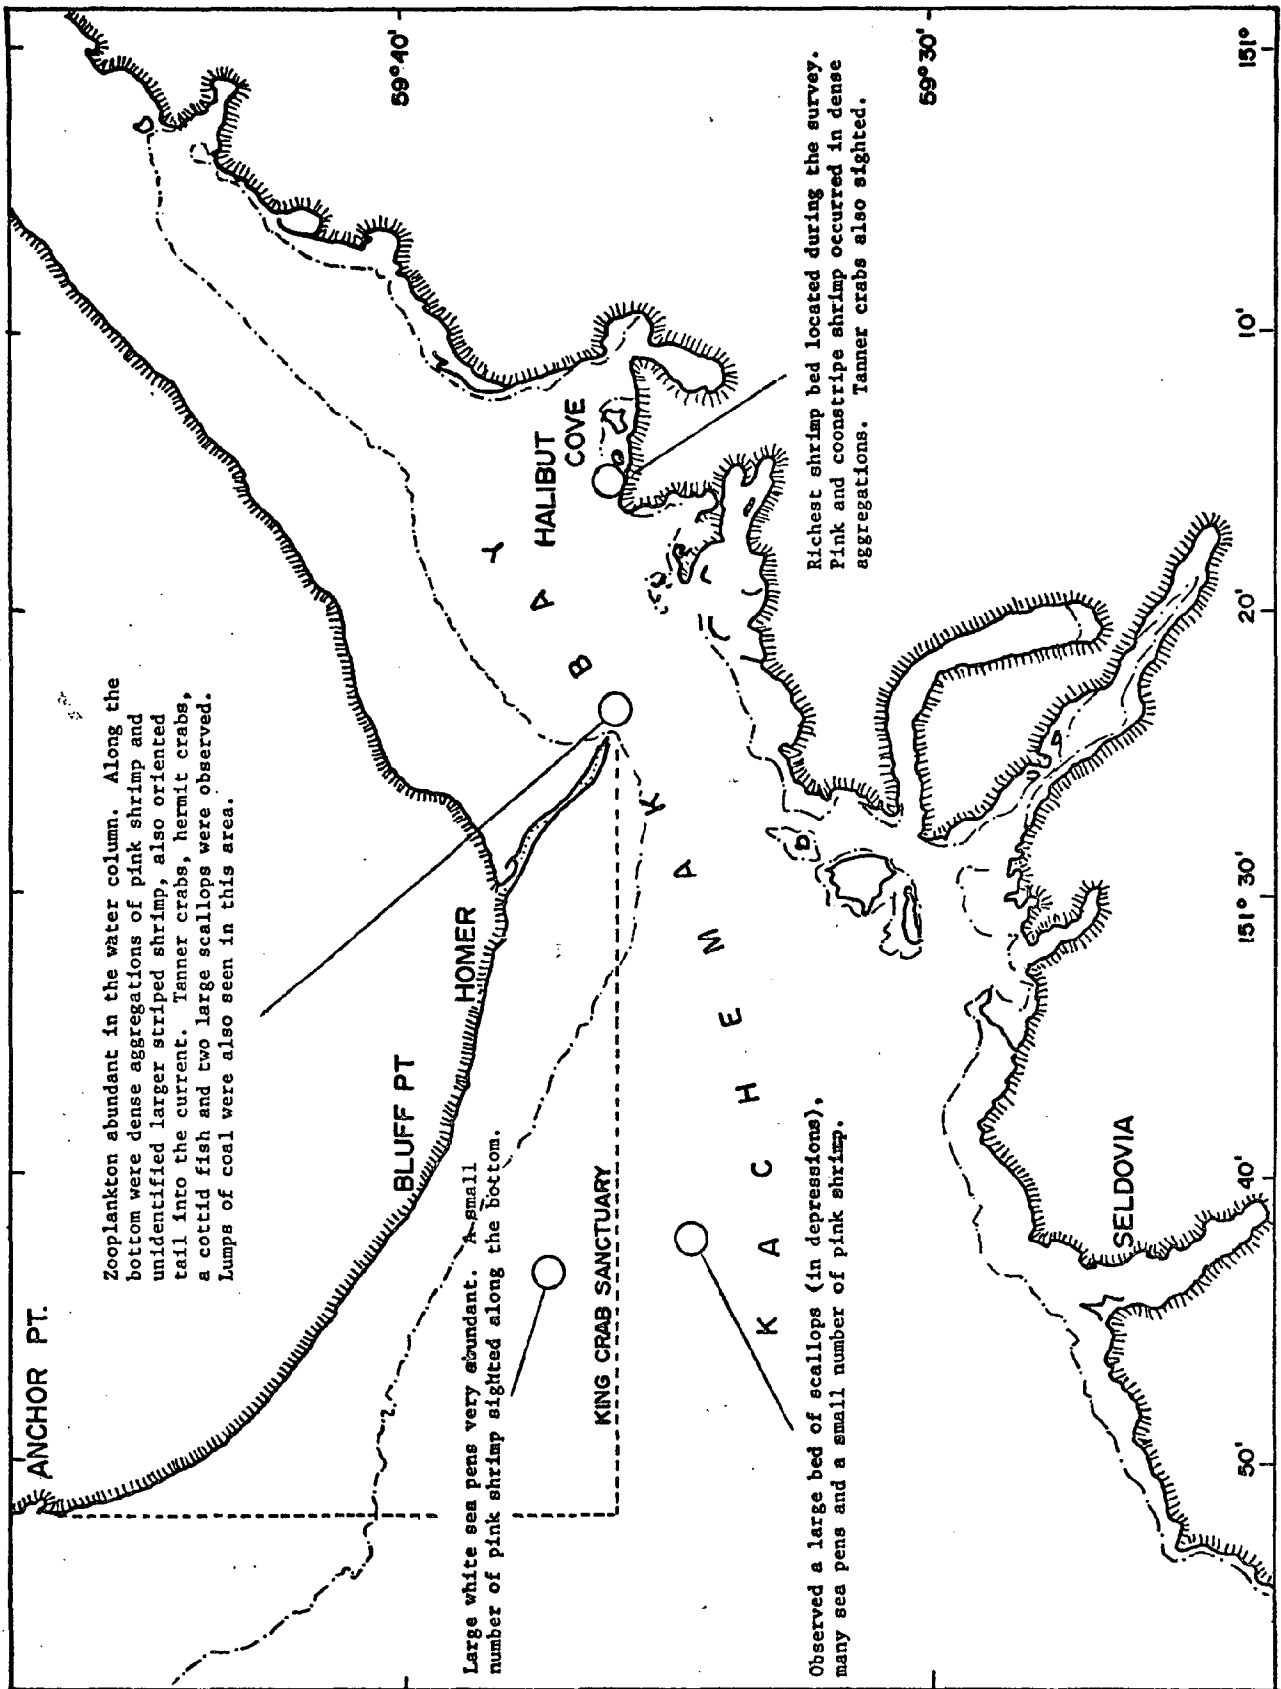 ANCHOR PT.
Zooplankton abundant in the water column. Along the
bottom were dense aggregations of pink shrimp and
unidentified larger striped shrimp, also oriented
tail into the current. Tanner crabs, hermit crabs,
a cottid fish and two large scallops were observed.
Lumps of coal were also seen in this area.
BLUFF PT
HOMER
59°40'
Large white sea pens very abundant. A small
number of pink shrimp sighted along the bottom.
KING CRAB SANCTUARY
HALIBUT
COVE
KACHEMAK BAY
Observed a large bed of scallops (in depressions),
many sea pens and a small number of pink shrimp.
Richest shrimp bed located during the survey.
Pink and coonstripe shrimp occurred in dense
aggregations. Tanner crabs also sighted.
59°30'
SELDOVIA
50'
40'
151° 30'
20'
10'
151°